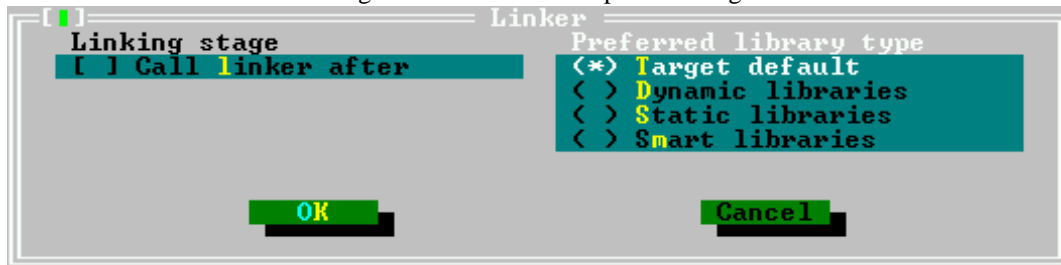 [■] Linker
Linking stage
[ ] Call linker after
Preferred library type
(*) Target default
( ) Dynamic libraries
( ) Static libraries
( ) Smart libraries
OK
Cancel